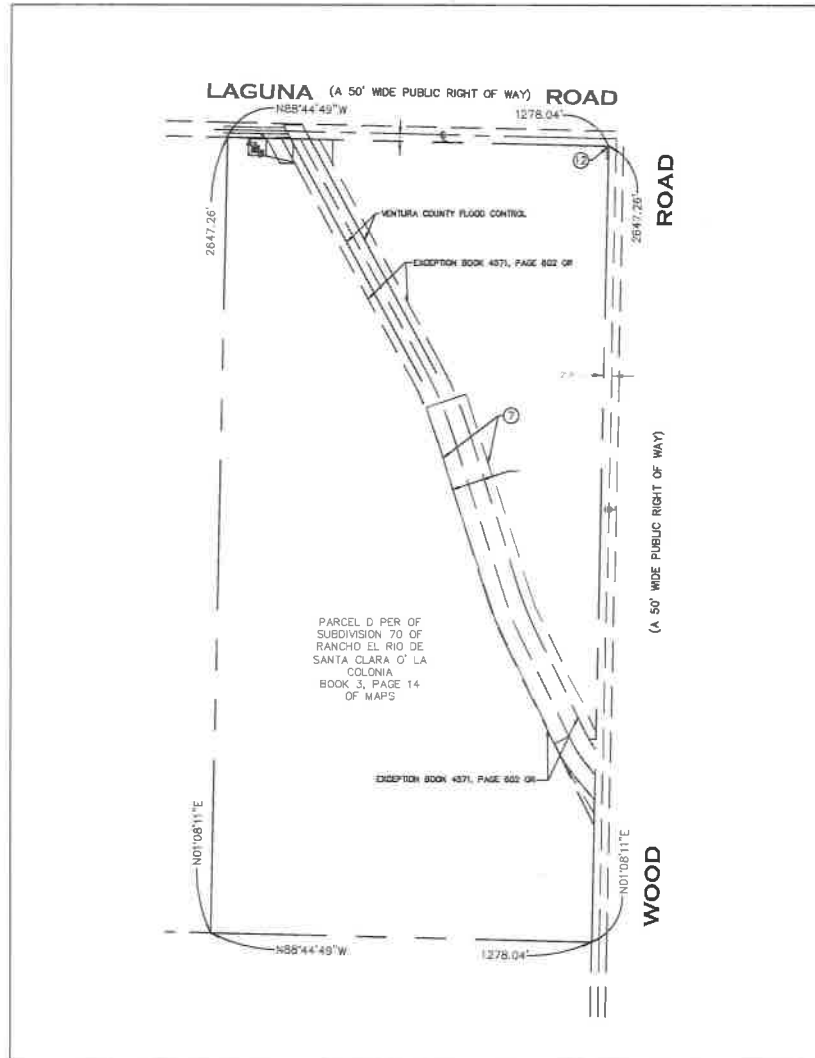 LAGUNA (A 50' WIDE PUBLIC RIGHT OF WAY) ROAD
N88°44'49"W
1278.04'
12
2647.26'
2647.26'
ROAD
VENTURA COUNTY FLOOD CONTROL
EXCEPTION BOOK 4571, PAGE 602 OR
7
(A 50' WIDE PUBLIC RIGHT OF WAY)
PARCEL D PER OF
SUBDIVISION 70 OF
RANCHO EL RIO DE
SANTA CLARA O' LA
COLONIA
BOOK 3, PAGE 14
OF MAPS
EXCEPTION BOOK 4571, PAGE 602 OR
N01°08'11"E
N01°08'11"E
WOOD
N88°44'49"W
1278.04'